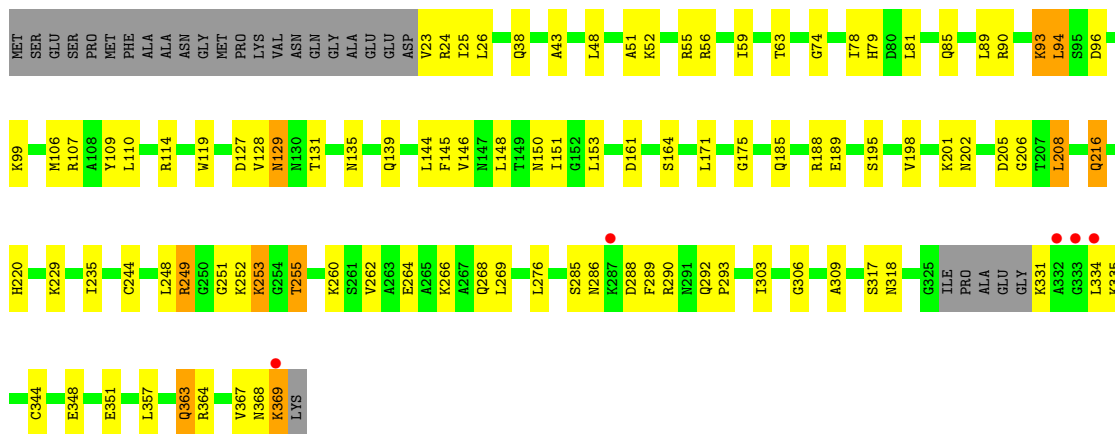 MET SER GLU SER PRO MET PHE ALA ALA ASN GLY MET PRO LYS VAL ASN GLN GLY ALA GLU GLU ASP V23 R24 I25 L26 Q38 A43 L48 A51 K52 R55 R56 I59 T63 G74 I78 H79 D80 L81 Q85 L89 R90 K93 L94 S95 D96
K99 M106 R107 A108 Y109 L110 R114 W119 D127 V128 N129 N130 T131 N135 Q139 L144 F145 V146 N147 L148 T149 N150 I151 G152 L153 D161 S164 L171 G175 Q185 R188 E189 S195 V198 K201 N202 D205 G206 T207 L208 Q216
H220 K229 I235 C244 L248 R249 G250 G251 K252 K253 G254 T255 K260 S261 V262 A263 E264 A265 K266 A267 Q268 L269 L276 S285 N286 K287 D288 F289 R290 N291 Q292 P293 I303 G306 A309 S317 N318 G325 ILE PRO ALA GLU GLY K331 A332 G333 L334 K335
C344 E348 E351 L357 Q363 R364 V367 N368 K369 LYS